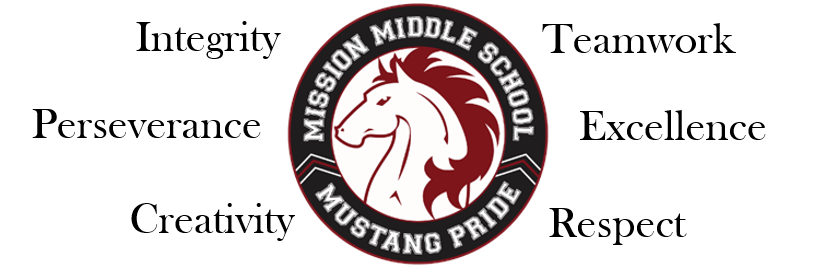 Integrity
Perseverance
Creativity
MISSION MIDDLE SCHOOL
MUSTANG PRIDE
Teamwork
Excellence
Respect